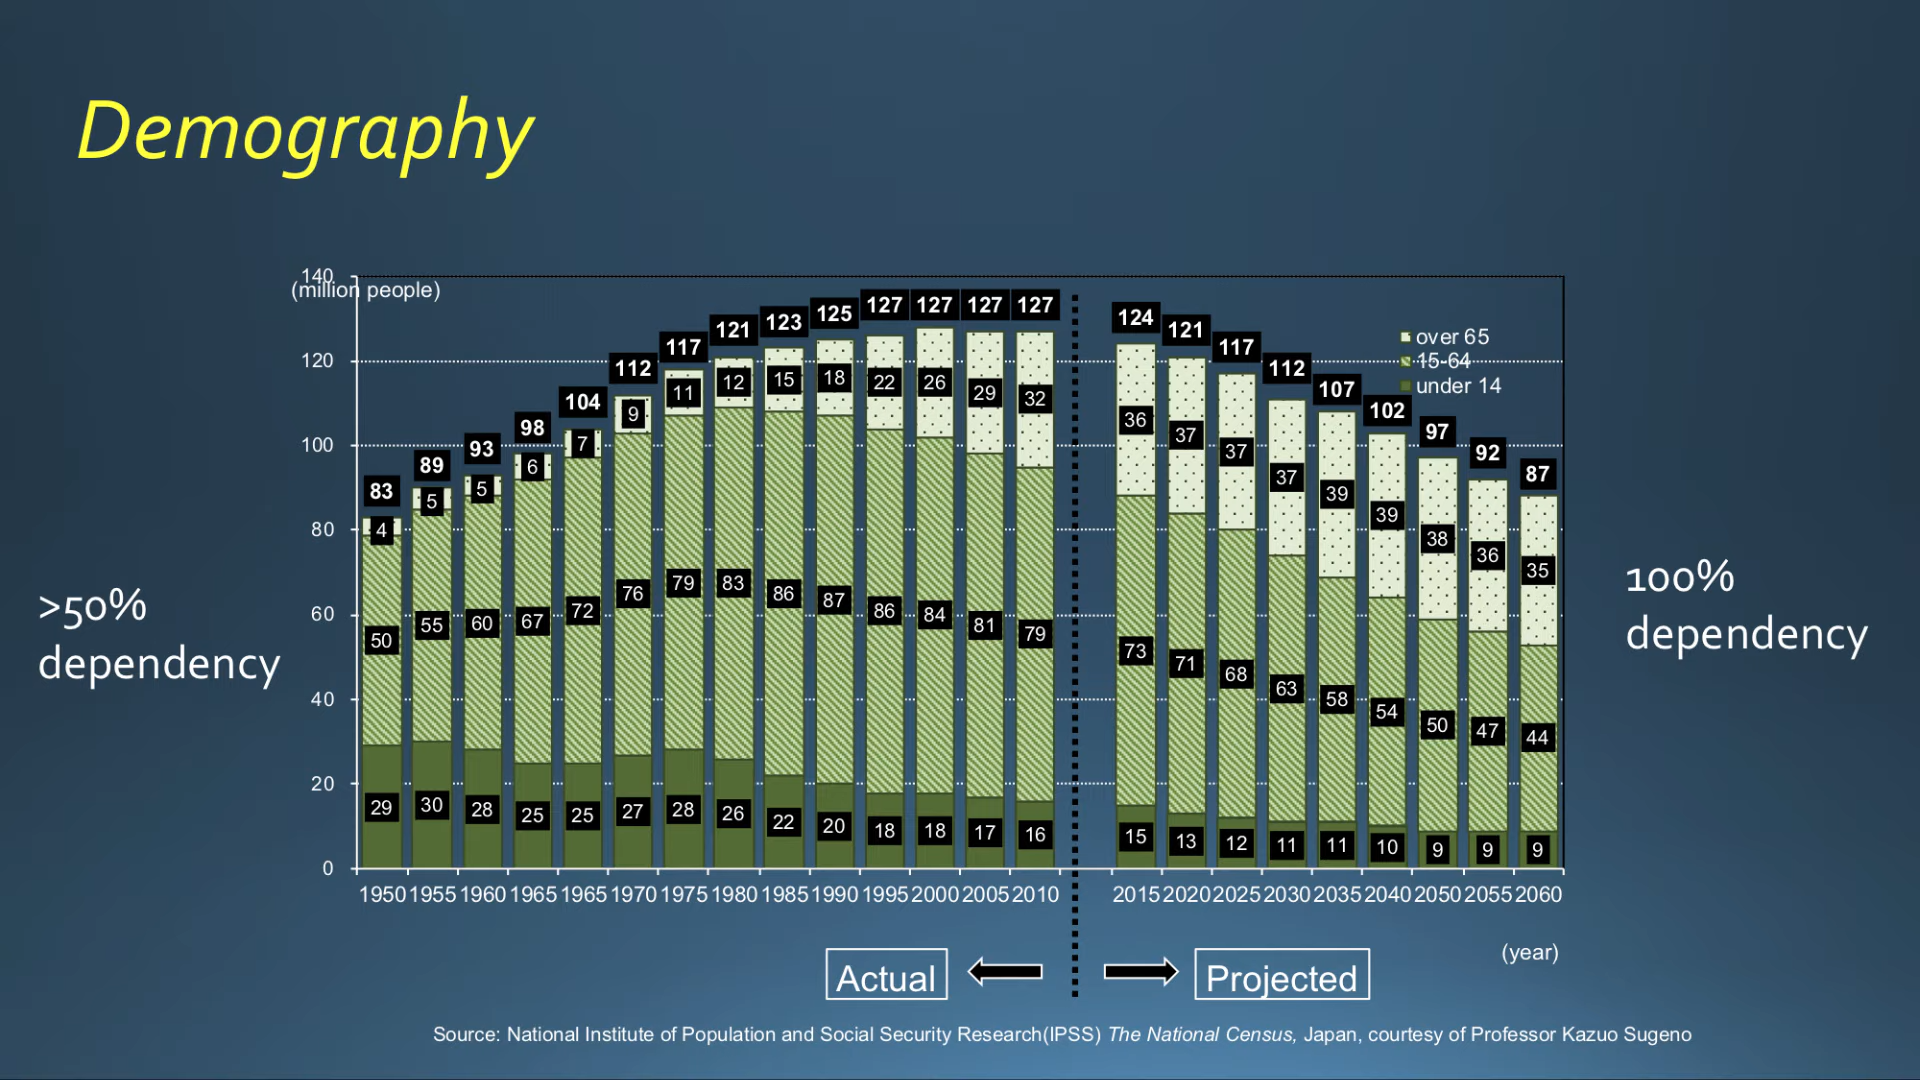 Demography
140
(million people)
127 127 127 127
125
124
123
121
121
117
117
112
112
107
104
102
98
97
93
92
89
87
83
over 65
15-64
under 14
120
100
80
60
40
20
0
4 5 5 6 7 9 11 12 15 18 22 26 29 32 36 37 37 37 39 39 38 36 35
50 55 60 67 72 76 79 83 86 87 86 84 81 79 73 71 68 63 58 54 50 47 44
29 30 28 25 25 27 28 26 22 20 18 18 17 16 15 13 12 11 11 10 9 9 9
>50%
dependency
100%
dependency
1950 1955 1960 1965 1965 1970 1975 1980 1985 1990 1995 2000 2005 2010 2015 2020 2025 2030 2035 2040 2050 2055 2060
(year)
Actual
Projected
Source: National Institute of Population and Social Security Research(IPSS) The National Census, Japan, courtesy of Professor Kazuo Sugeno